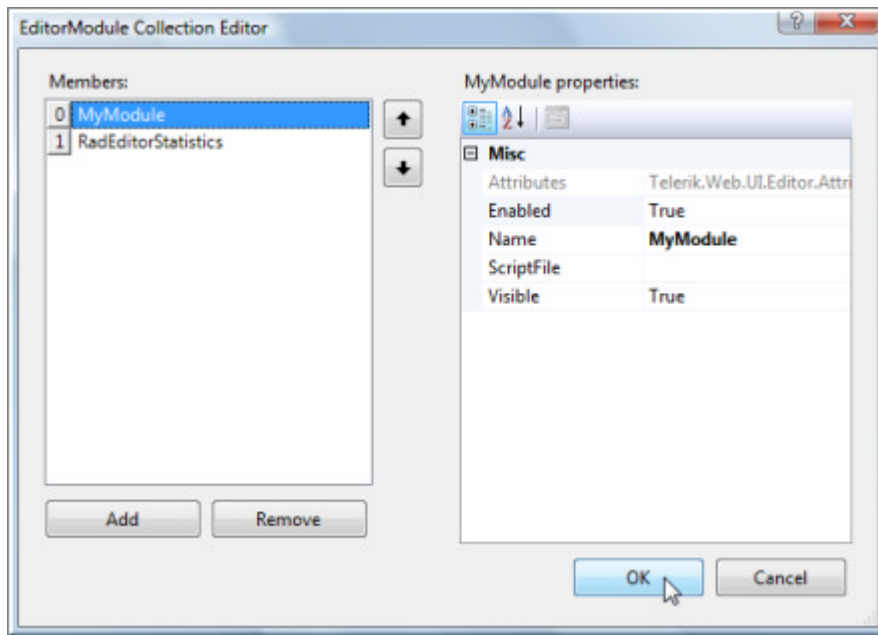 EditorModule Collection Editor
Members:
0 MyModule
1 RadEditorStatistics
Add Remove
MyModule properties:
Misc
Attributes Telerik.Web.UI.Editor.Attri
Enabled True
Name MyModule
ScriptFile
Visible True
OK Cancel